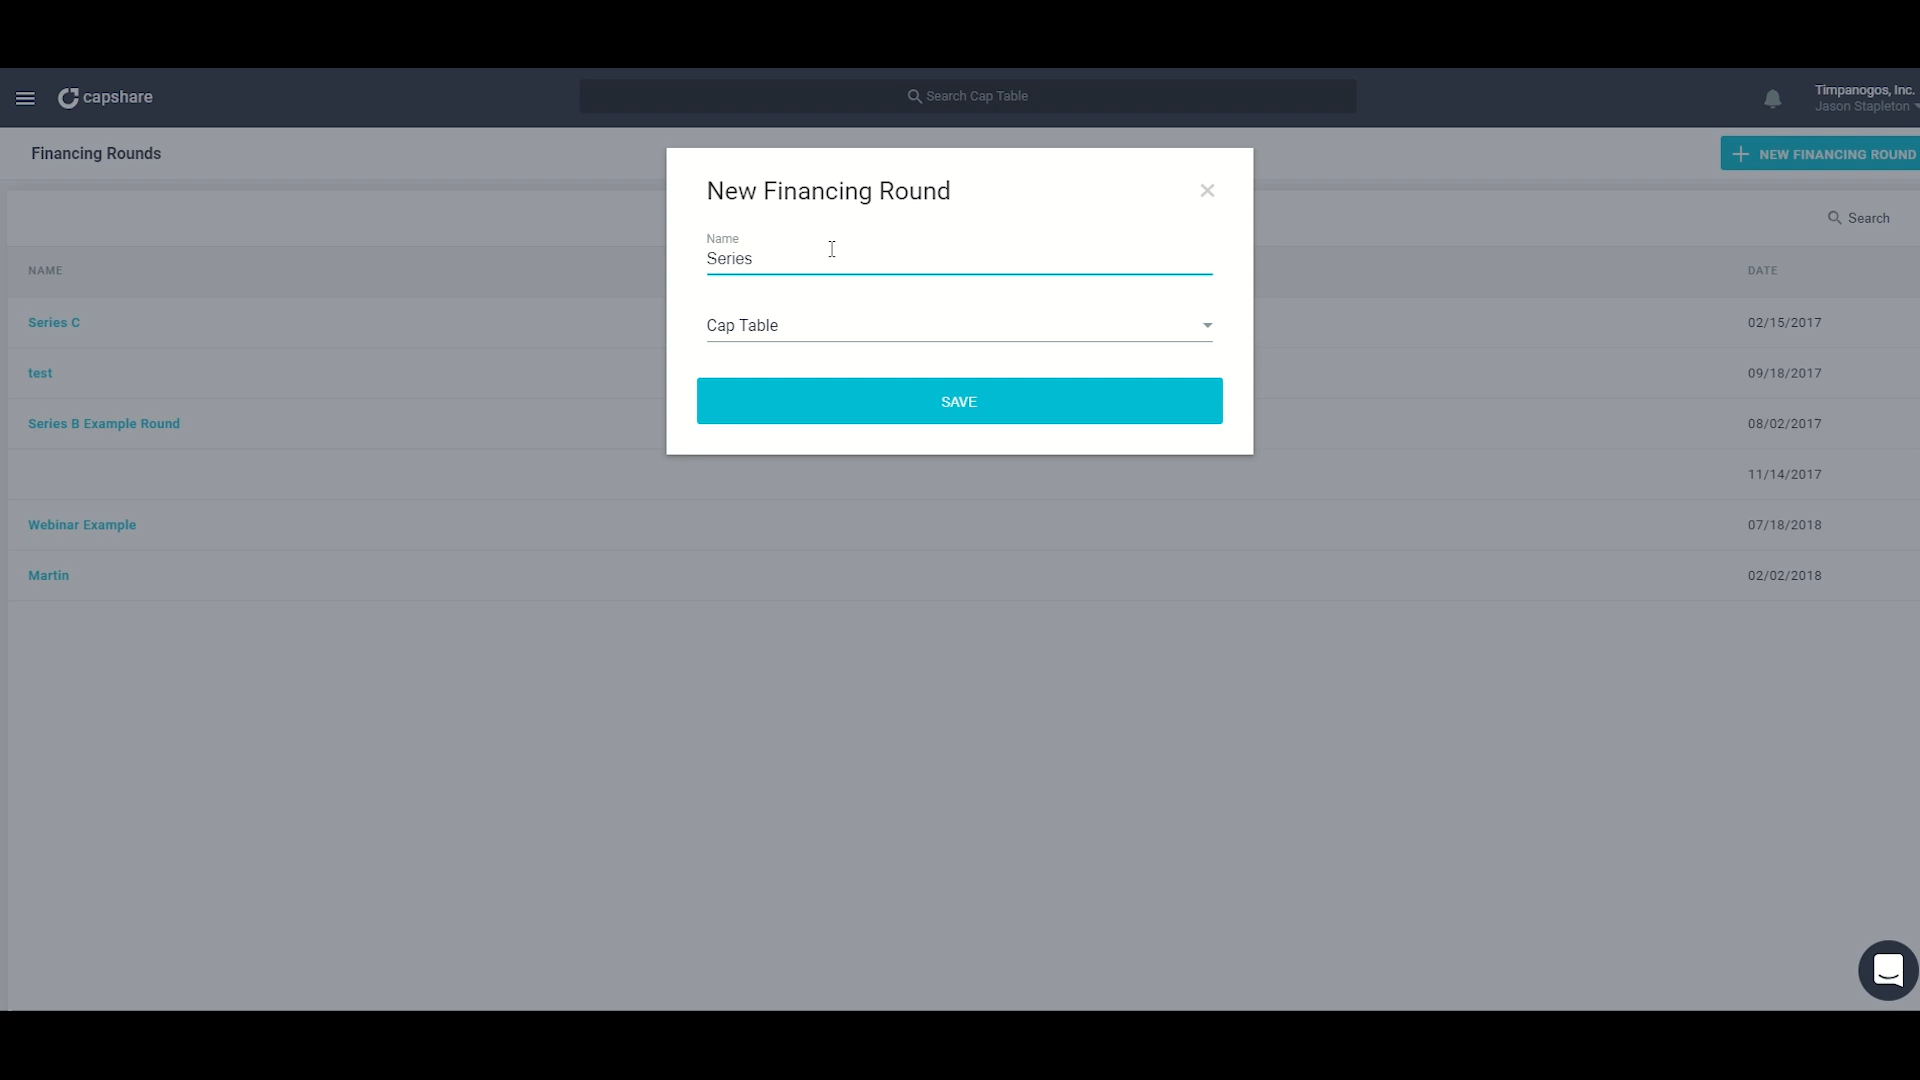 capshare
Search Cap Table
Timpanogos, Inc.
Jason Stapleton
Financing Rounds
NEW FINANCING ROUND
New Financing Round
Name
Series
Cap Table
SAVE
Search
NAME
DATE
Series C
02/15/2017
test
09/18/2017
Series B Example Round
08/02/2017
11/14/2017
Webinar Example
07/18/2018
Martin
02/02/2018